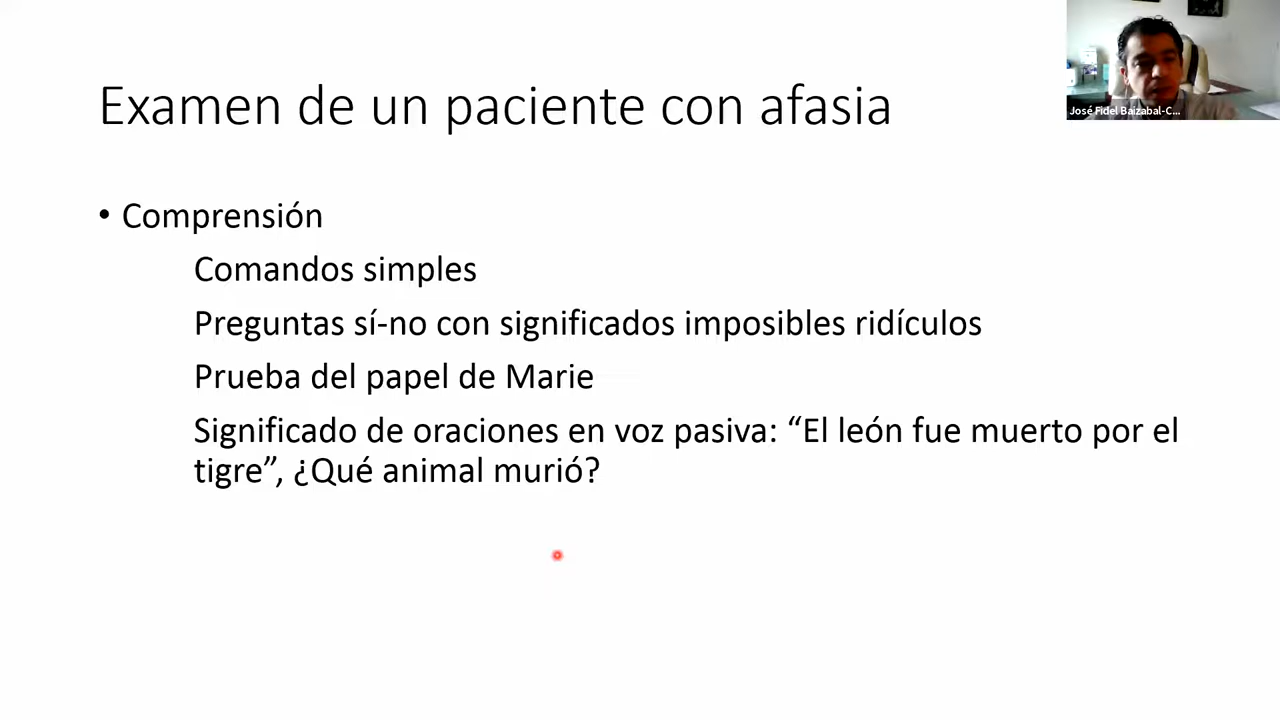 Examen de un paciente con afasia
José Fidel Baizabal-C...
• Comprensión
Comandos simples
Preguntas sí-no con significados imposibles ridículos
Prueba del papel de Marie
Significado de oraciones en voz pasiva: “El león fue muerto por el
tigre”, ¿Qué animal murió?